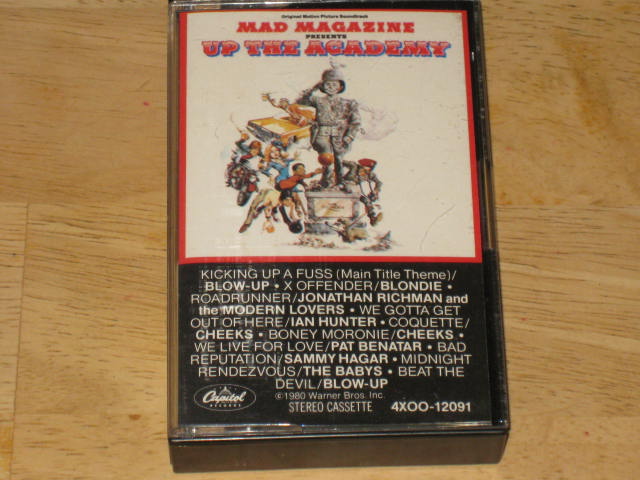 Original Motion Picture Soundtrack
MAD MAGAZINE
PRESENTS
UP THE ACADEMY
KICKING UP A FUSS (Main Title Theme)/
BLOW-UP • X OFFENDER/BLONDIE •
ROADRUNNER/JONATHAN RICHMAN and
the MODERN LOVERS • WE GOTTA GET
OUT OF HERE/IAN HUNTER • COQUETTE/
CHEEKS • BONEY MORONIE/CHEEKS •
WE LIVE FOR LOVE/PAT BENATAR • BAD
REPUTATION/SAMMY HAGAR • MIDNIGHT
RENDEZVOUS/THE BABYS • BEAT THE
DEVIL/BLOW-UP
©1980 Warner Bros. Inc.
Capitol
RECORDS
STEREO CASSETTE 4XOO-12091